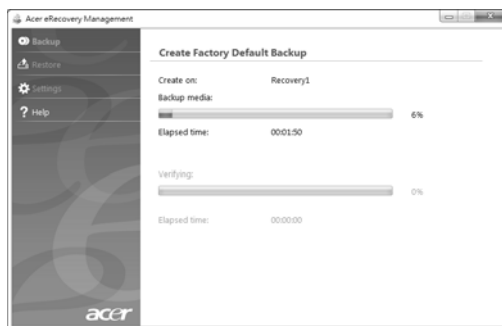 Acer eRecovery Management
Backup
Restore
Settings
? Help
Create Factory Default Backup
Create on: Recovery1
Backup media:
6%
Elapsed time: 00:01:50
Verifying:
0%
Elapsed time: 00:00:00
acer